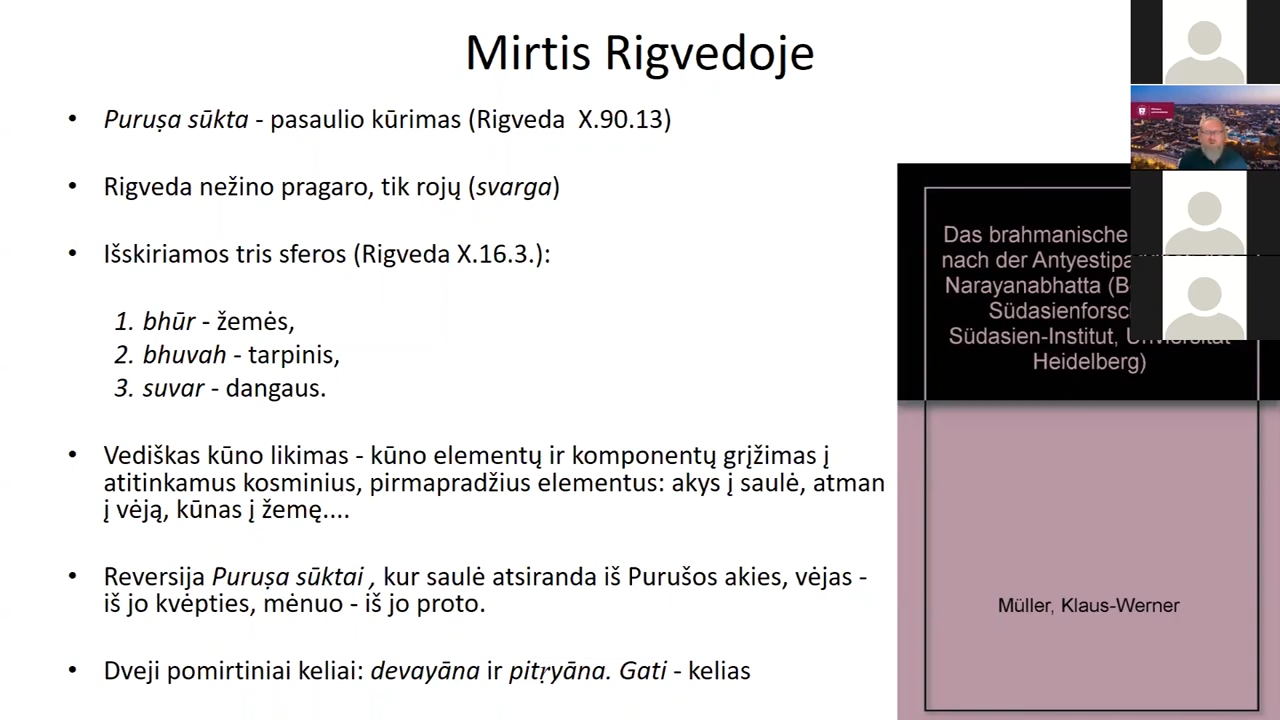 Mirtis Rigvedoje
• Puruṣa sūkta - pasaulio kūrimas (Rigveda X.90.13)
• Rigveda nežino pragaro, tik rojų (svarga)
• Išskiriamos tris sferos (Rigveda X.16.3.):
1. bhūr - žemės,
2. bhuvah - tarpinis,
3. suvar - dangaus.
• Vediškas kūno likimas - kūno elementų ir komponentų grįžimas į
atitinkamus kosminius, pirmapradžius elementus: akys į saulę, atman
į vėją, kūnas į žemę....
• Reversija Puruṣa sūktai , kur saulė atsiranda iš Purušos akies, vėjas -
iš jo kvėpties, mėnuo - iš jo proto.
• Dveji pomirtiniai keliai: devayāna ir pitṛyāna. Gati - kelias
Das brahmanische
nach der
Narayanabhatta
Südasien-Institut,
Heidelberg)
Müller, Klaus-Werner